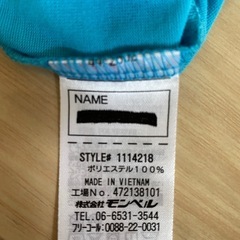 NAME
STYLE# 1114218
ポリエステル100%
MADE IN VIETNAM
工場No. 472138101
株式会社モンベル
TEL. 06-6531-3544
フリーコール:0088-22-0031